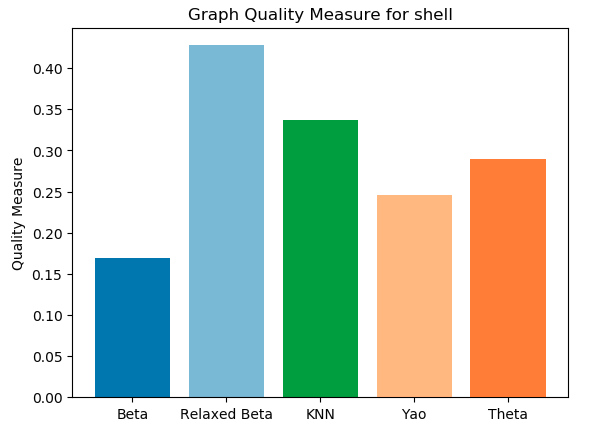 Graph Quality Measure for shell
Quality Measure
0.40
0.35
0.30
0.25
0.20
0.15
0.10
0.05
0.00
Beta
Relaxed Beta
KNN
Yao
Theta